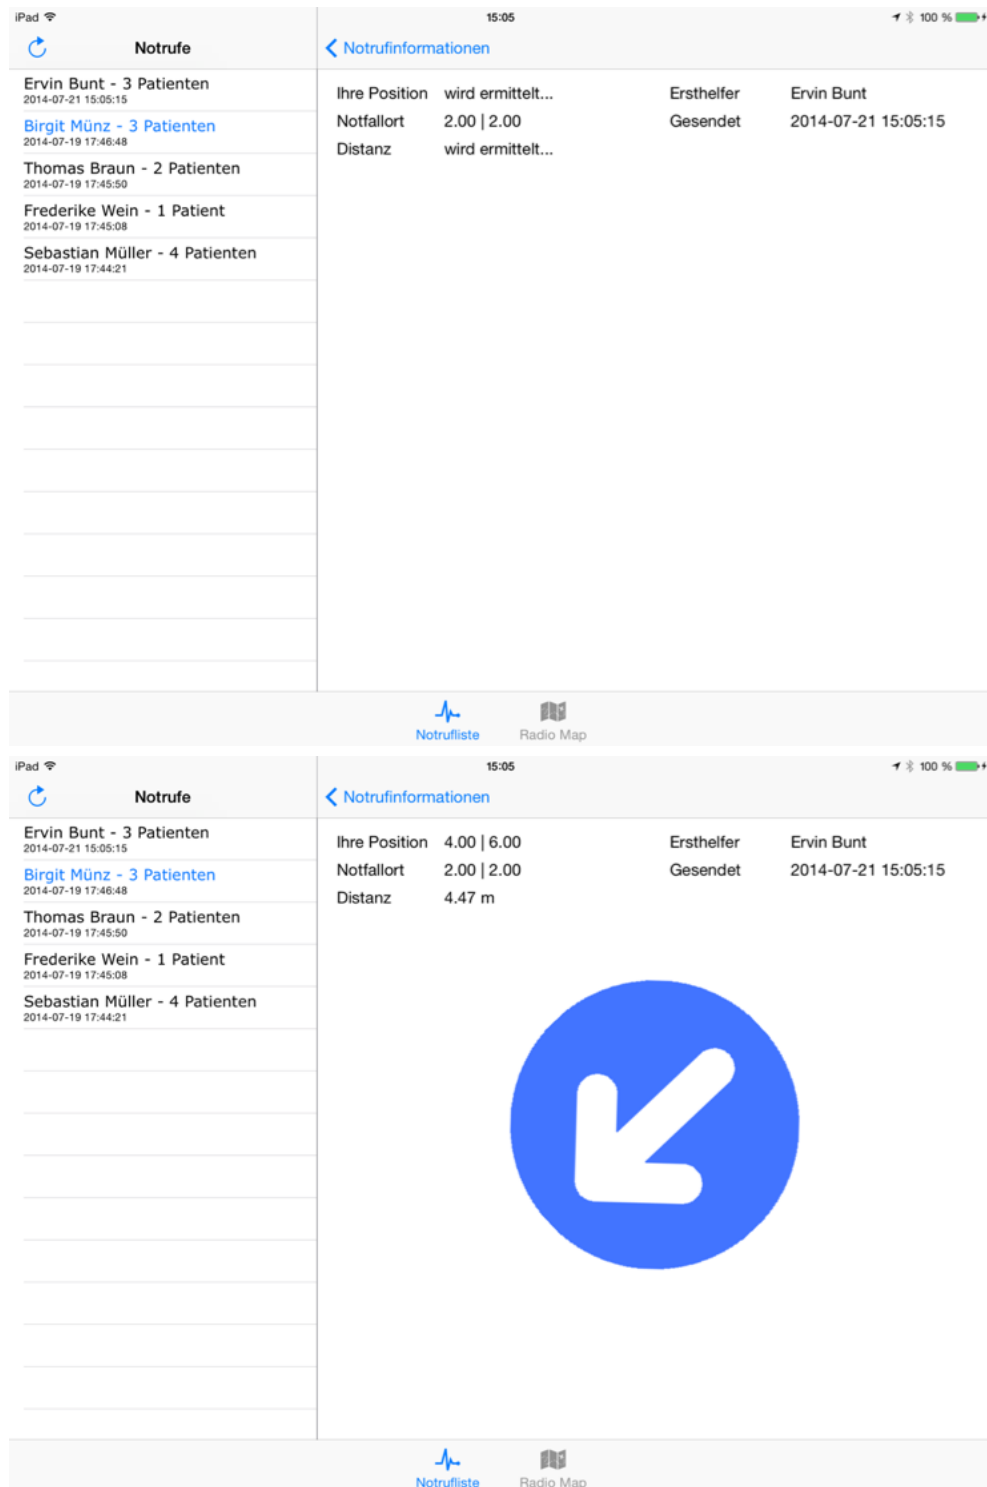 iPad 15:05 100 %
Notrufe
Notrufinformationen
Ervin Bunt - 3 Patienten
2014-07-21 15:05:15
Birgit Münz - 3 Patienten
2014-07-19 17:46:48
Thomas Braun - 2 Patienten
2014-07-19 17:45:50
Frederike Wein - 1 Patient
2014-07-19 17:45:08
Sebastian Müller - 4 Patienten
2014-07-19 17:44:21
Ihre Position wird ermittelt... Ersthelfer Ervin Bunt
Notfallort 2.00 | 2.00 Gesendet 2014-07-21 15:05:15
Distanz wird ermittelt...
Notrufliste Radio Map
iPad 15:05 100 %
Notrufe
Notrufinformationen
Ervin Bunt - 3 Patienten
2014-07-21 15:05:15
Birgit Münz - 3 Patienten
2014-07-19 17:46:48
Thomas Braun - 2 Patienten
2014-07-19 17:45:50
Frederike Wein - 1 Patient
2014-07-19 17:45:08
Sebastian Müller - 4 Patienten
2014-07-19 17:44:21
Ihre Position 4.00 | 6.00 Ersthelfer Ervin Bunt
Notfallort 2.00 | 2.00 Gesendet 2014-07-21 15:05:15
Distanz 4.47 m
Notrufliste Radio Map